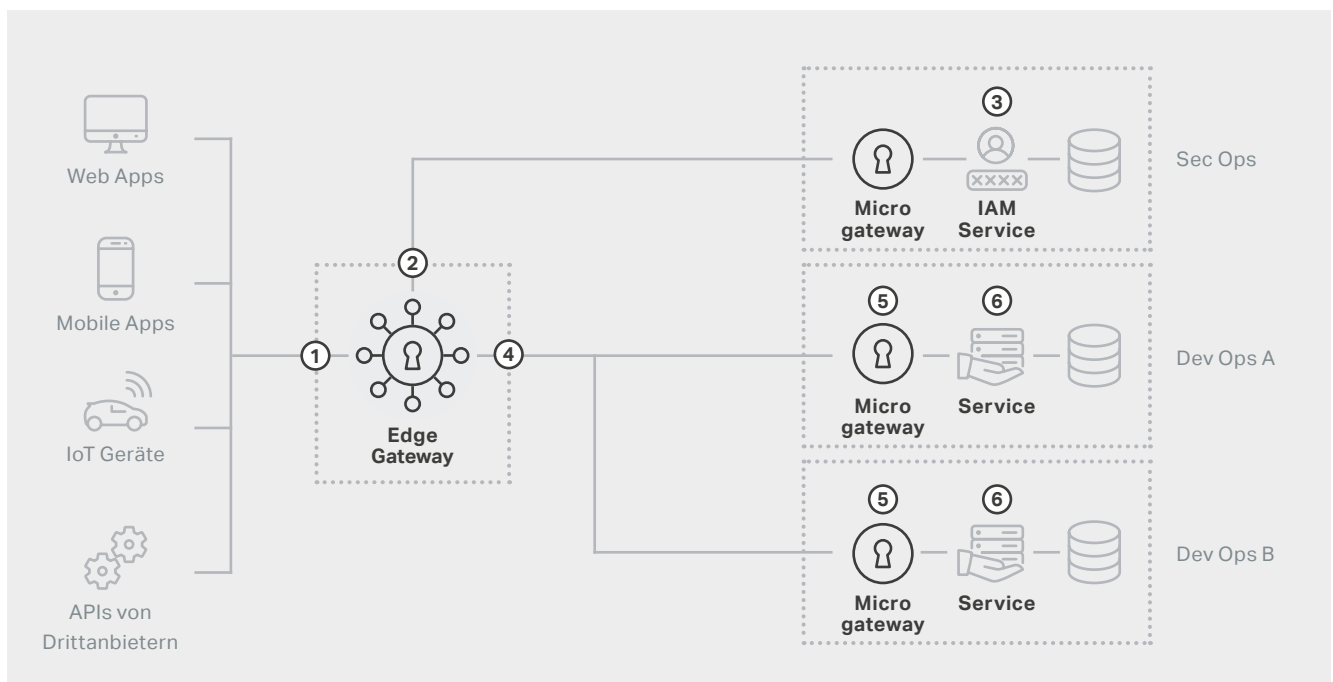 Web Apps
Mobile Apps
IoT Geräte
APIs von
Drittanbietern
1
2
4
Edge
Gateway
3
XXXX
Micro
gateway
IAM
Service
Sec Ops
5
6
Micro
gateway
Service
Dev Ops A
5
6
Micro
gateway
Service
Dev Ops B